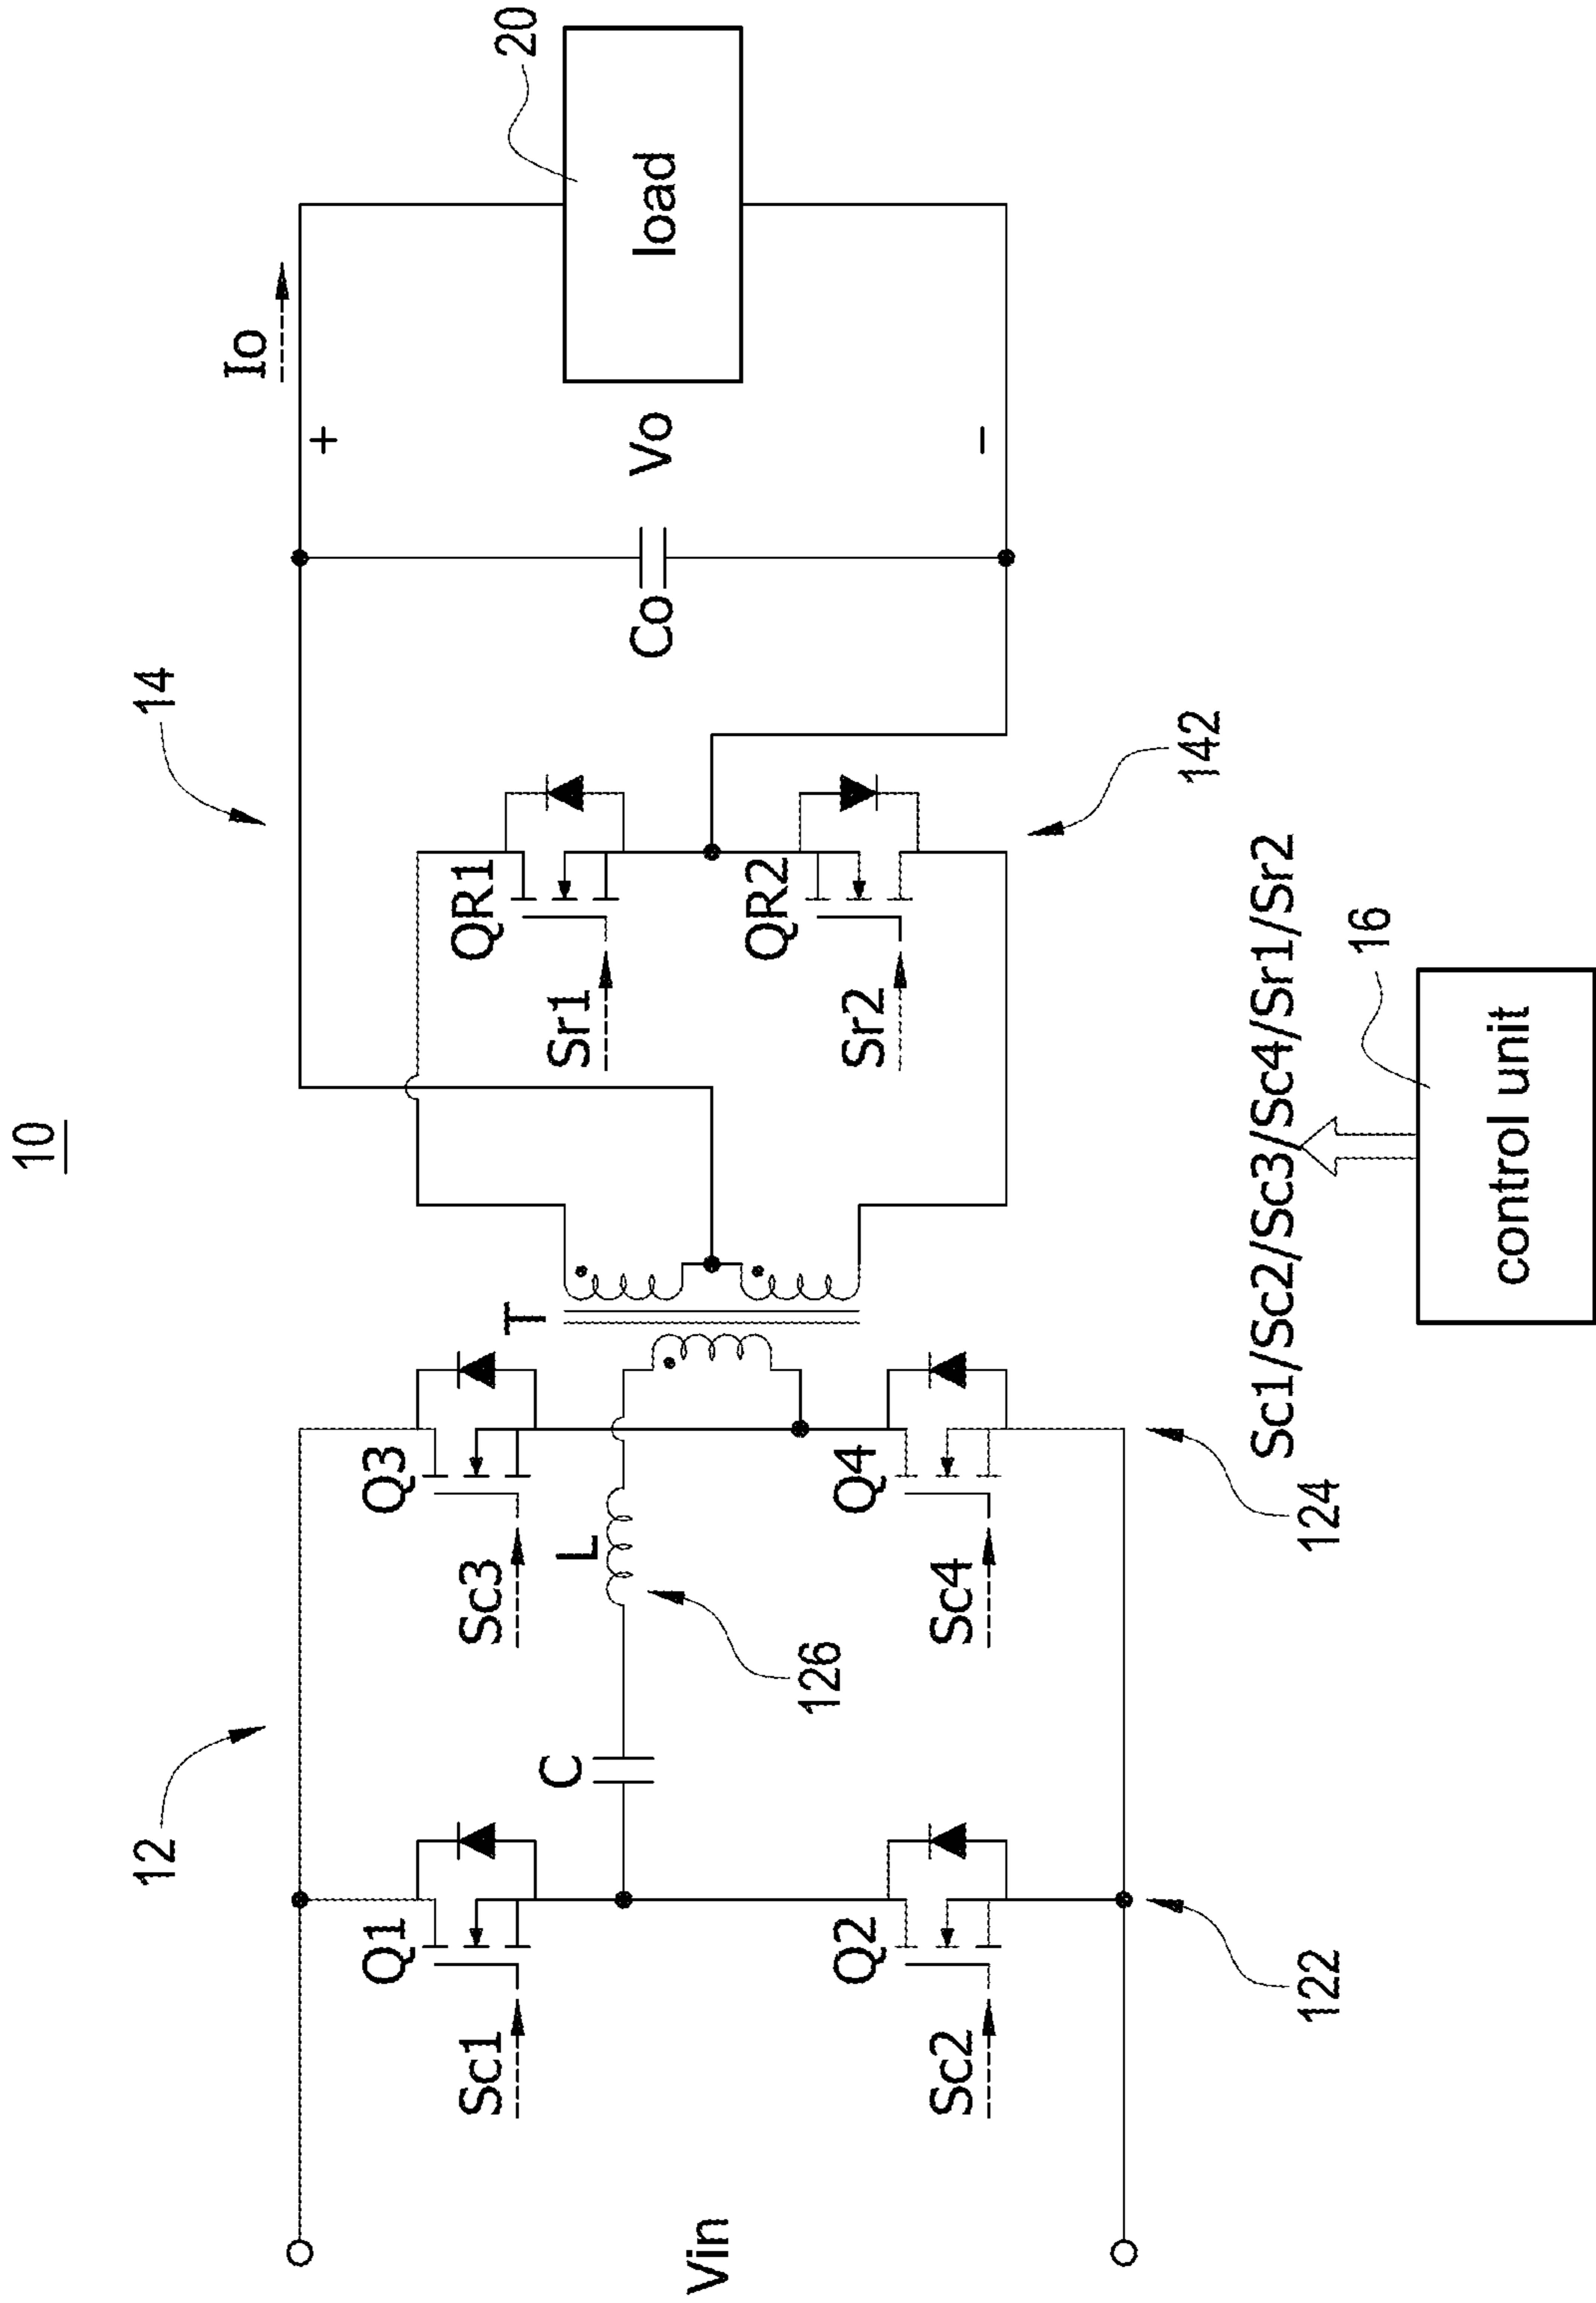 10
12
14
Io
+
Q1
Q3
T
QR1
20
Sc1
Sc3
C
L
Sr1
Vin
126
Co
Vo
load
Q2
Q4
QR2
Sc2
Sc4
Sr2
−
122
124
142
Sc1/Sc2/Sc3/Sc4/Sr1/Sr2
16
control unit